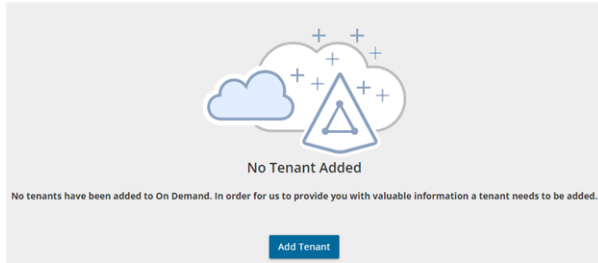 No Tenant Added
No tenants have been added to On Demand. In order for us to provide you with valuable information a tenant needs to be added.
Add Tenant